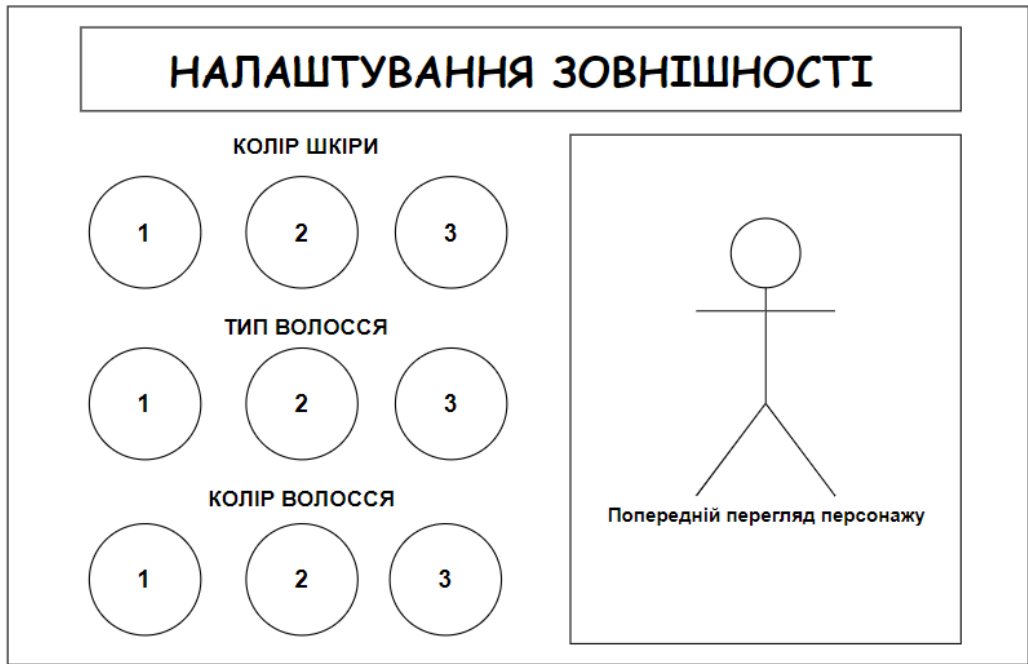 НАЛАШТУВАННЯ ЗОВНІШНОСТІ
КОЛІР ШКІРИ
1 2 3
ТИП ВОЛОССЯ
1 2 3
КОЛІР ВОЛОССЯ
1 2 3
Попередній перегляд персонажу